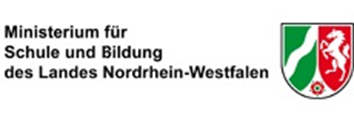 Ministerium für
Schule und Bildung
des Landes Nordrhein-Westfalen